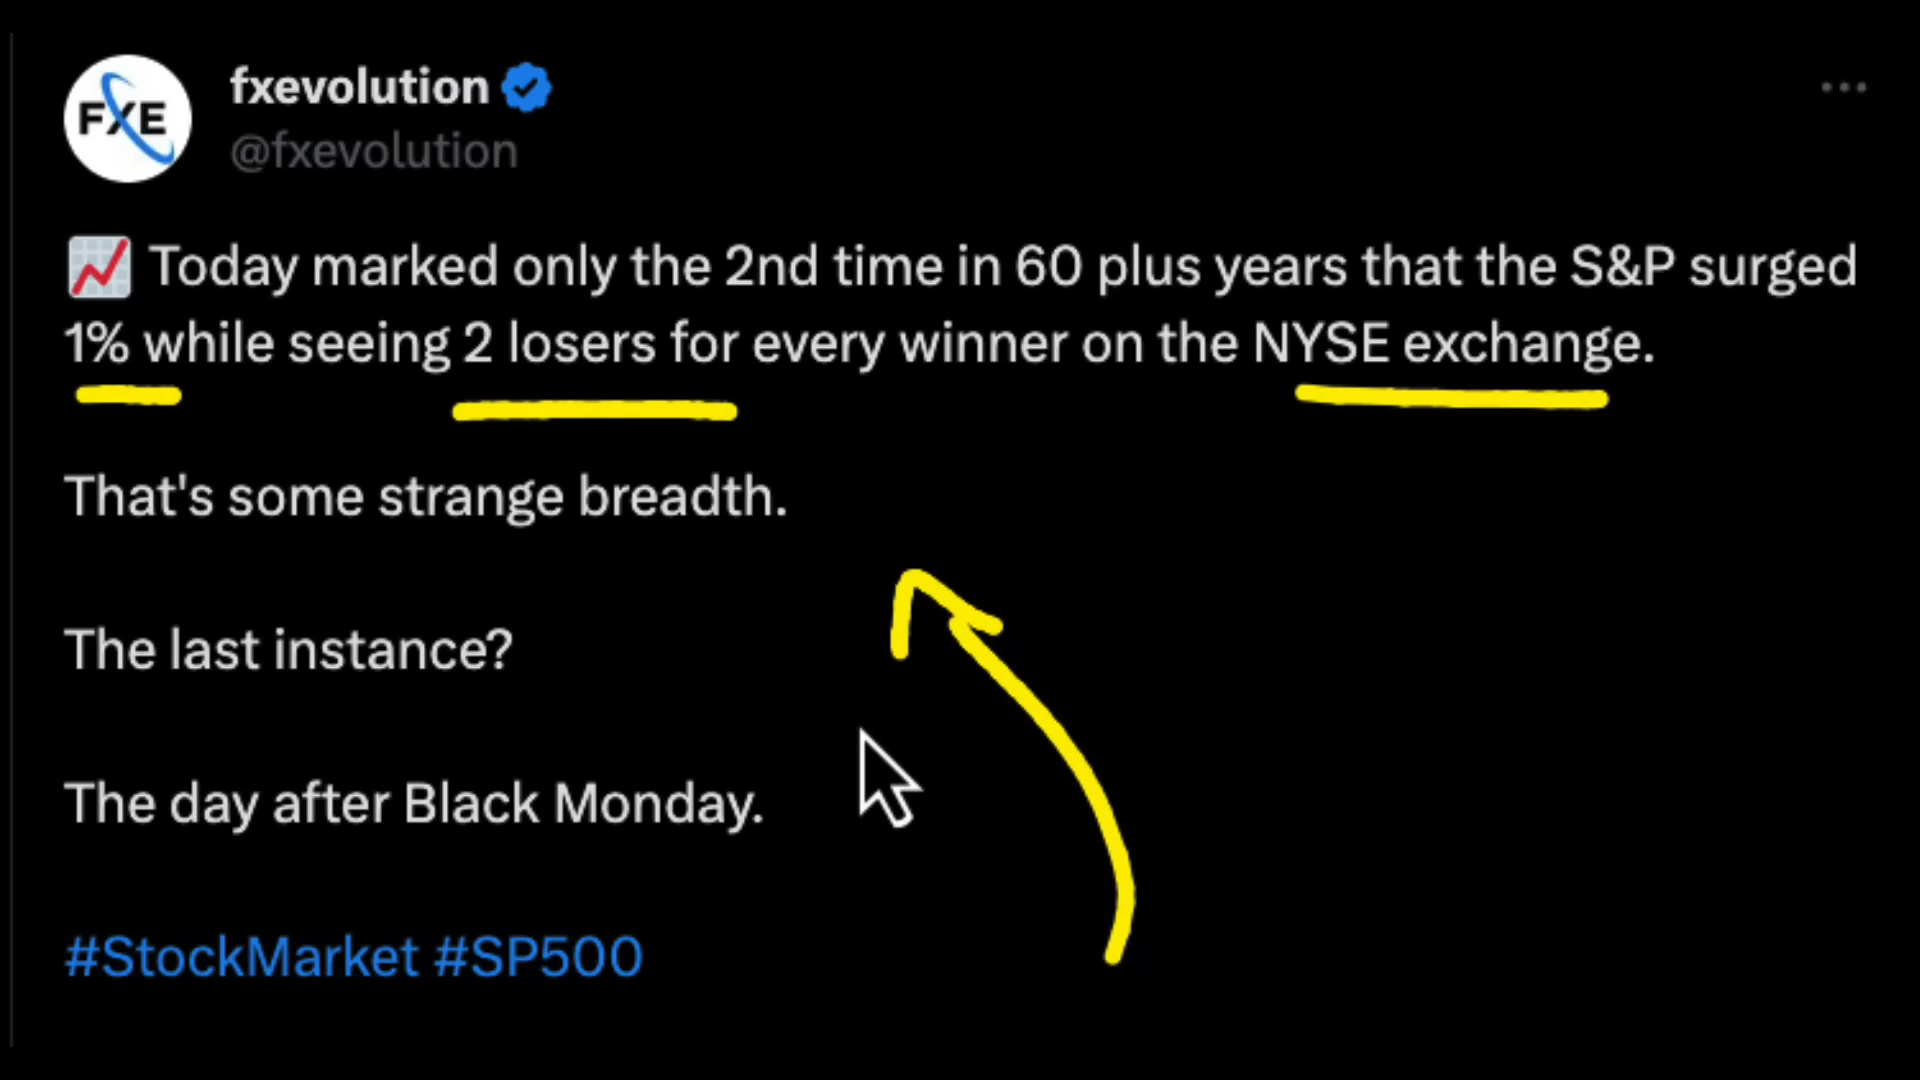 FXE
fxevolution
@fxevolution
📈 Today marked only the 2nd time in 60 plus years that the S&P surged
1% while seeing 2 losers for every winner on the NYSE exchange.
That's some strange breadth.
The last instance?
The day after Black Monday.
#StockMarket #SP500